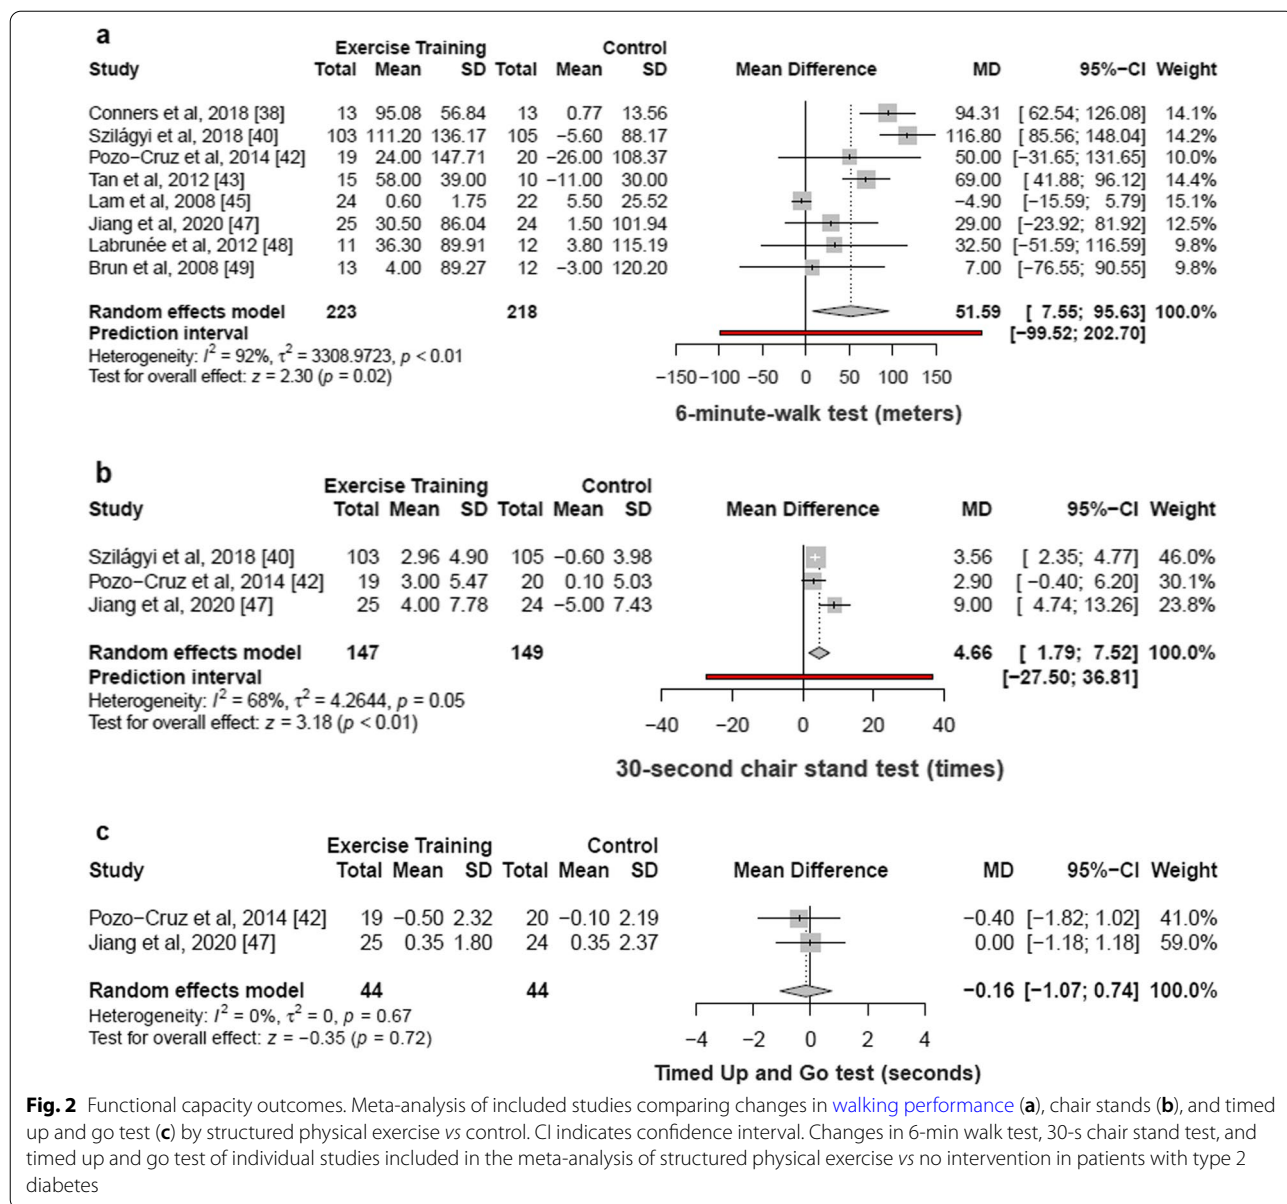 a
Exercise Training Control
Study Total Mean SD Total Mean SD Mean Difference MD 95%−CI Weight
Conners et al, 2018 [38] 13 95.08 56.84 13 0.77 13.56 94.31 [ 62.54; 126.08] 14.1%
Szilágyi et al, 2018 [40] 103 111.20 136.17 105 −5.60 88.17 116.80 [ 85.56; 148.04] 14.2%
Pozo−Cruz et al, 2014 [42] 19 24.00 147.71 20 −26.00 108.37 50.00 [−31.65; 131.65] 10.0%
Tan et al, 2012 [43] 15 58.00 39.00 10 −11.00 30.00 69.00 [ 41.88; 96.12] 14.4%
Lam et al, 2008 [45] 24 0.60 1.75 22 5.50 25.52 −4.90 [−15.59; 5.79] 15.1%
Jiang et al, 2020 [47] 25 30.50 86.04 24 1.50 101.94 29.00 [−23.92; 81.92] 12.5%
Labrunée et al, 2012 [48] 11 36.30 89.91 12 3.80 115.19 32.50 [−51.59; 116.59] 9.8%
Brun et al, 2008 [49] 13 4.00 89.27 12 −3.00 120.20 7.00 [−76.55; 90.55] 9.8%
Random effects model 223 218 51.59 [ 7.55; 95.63] 100.0%
Prediction interval [−99.52; 202.70]
Heterogeneity: I² = 92%, τ² = 3308.9723, p < 0.01
Test for overall effect: z = 2.30 (p = 0.02)
−150 −100 −50 0 50 100 150
6-minute-walk test (meters)
b
Exercise Training Control
Study Total Mean SD Total Mean SD Mean Difference MD 95%−CI Weight
Szilágyi et al, 2018 [40] 103 2.96 4.90 105 −0.60 3.98 3.56 [ 2.35; 4.77] 46.0%
Pozo−Cruz et al, 2014 [42] 19 3.00 5.47 20 0.10 5.03 2.90 [ −0.40; 6.20] 30.1%
Jiang et al, 2020 [47] 25 4.00 7.78 24 −5.00 7.43 9.00 [ 4.74; 13.26] 23.8%
Random effects model 147 149 4.66 [ 1.79; 7.52] 100.0%
Prediction interval [−27.50; 36.81]
Heterogeneity: I² = 68%, τ² = 4.2644, p = 0.05
Test for overall effect: z = 3.18 (p < 0.01)
−40 −20 0 20 40
30-second chair stand test (times)
c
Exercise Training Control
Study Total Mean SD Total Mean SD Mean Difference MD 95%−CI Weight
Pozo−Cruz et al, 2014 [42] 19 −0.50 2.32 20 −0.10 2.19 −0.40 [−1.82; 1.02] 41.0%
Jiang et al, 2020 [47] 25 0.35 1.80 24 0.35 2.37 0.00 [−1.18; 1.18] 59.0%
Random effects model 44 44 −0.16 [−1.07; 0.74] 100.0%
Heterogeneity: I² = 0%, τ² = 0, p = 0.67
Test for overall effect: z = −0.35 (p = 0.72)
−4 −2 0 2 4
Timed Up and Go test (seconds)
Fig. 2 Functional capacity outcomes. Meta-analysis of included studies comparing changes in walking performance (a), chair stands (b), and timed
up and go test (c) by structured physical exercise vs control. CI indicates confidence interval. Changes in 6-min walk test, 30-s chair stand test, and
timed up and go test of individual studies included in the meta-analysis of structured physical exercise vs no intervention in patients with type 2
diabetes